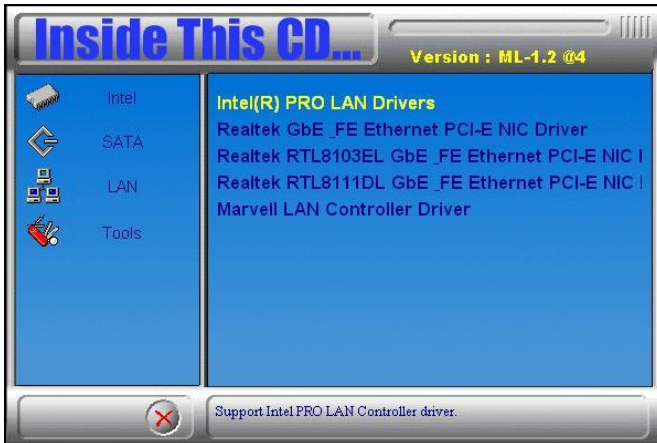 Inside This CD...
Version : ML-1.2 @4
Intel
SATA
LAN
Tools
Intel(R) PRO LAN Drivers
Realtek GbE _FE Ethernet PCI-E NIC Driver
Realtek RTL8103EL GbE _FE Ethernet PCI-E NIC
Realtek RTL8111DL GbE _FE Ethernet PCI-E NIC
Marvell LAN Controller Driver
Support Intel PRO LAN Controller driver.